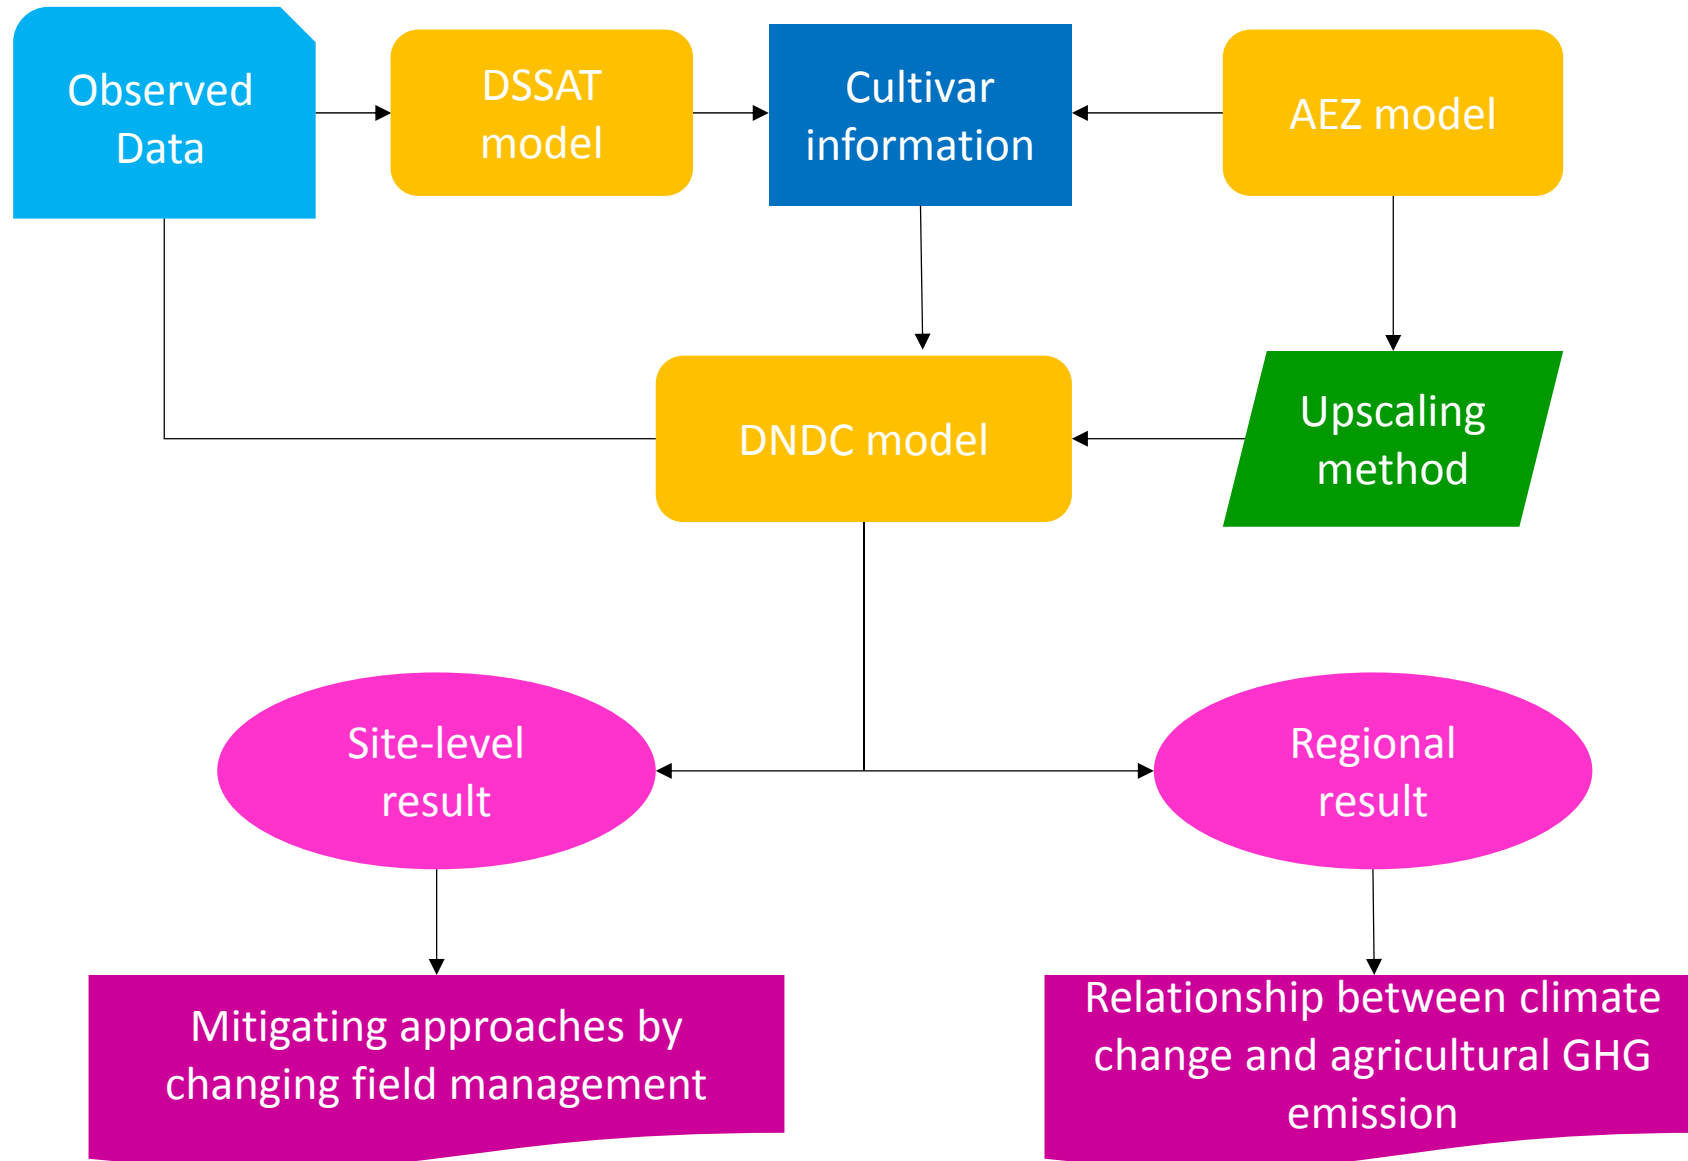 Observed
Data
DSSAT
model
Cultivar
information
AEZ model
DNDC model
Upscaling
method
Site-level
result
Regional
result
Mitigating approaches by
changing field management
Relationship between climate
change and agricultural GHG
emission